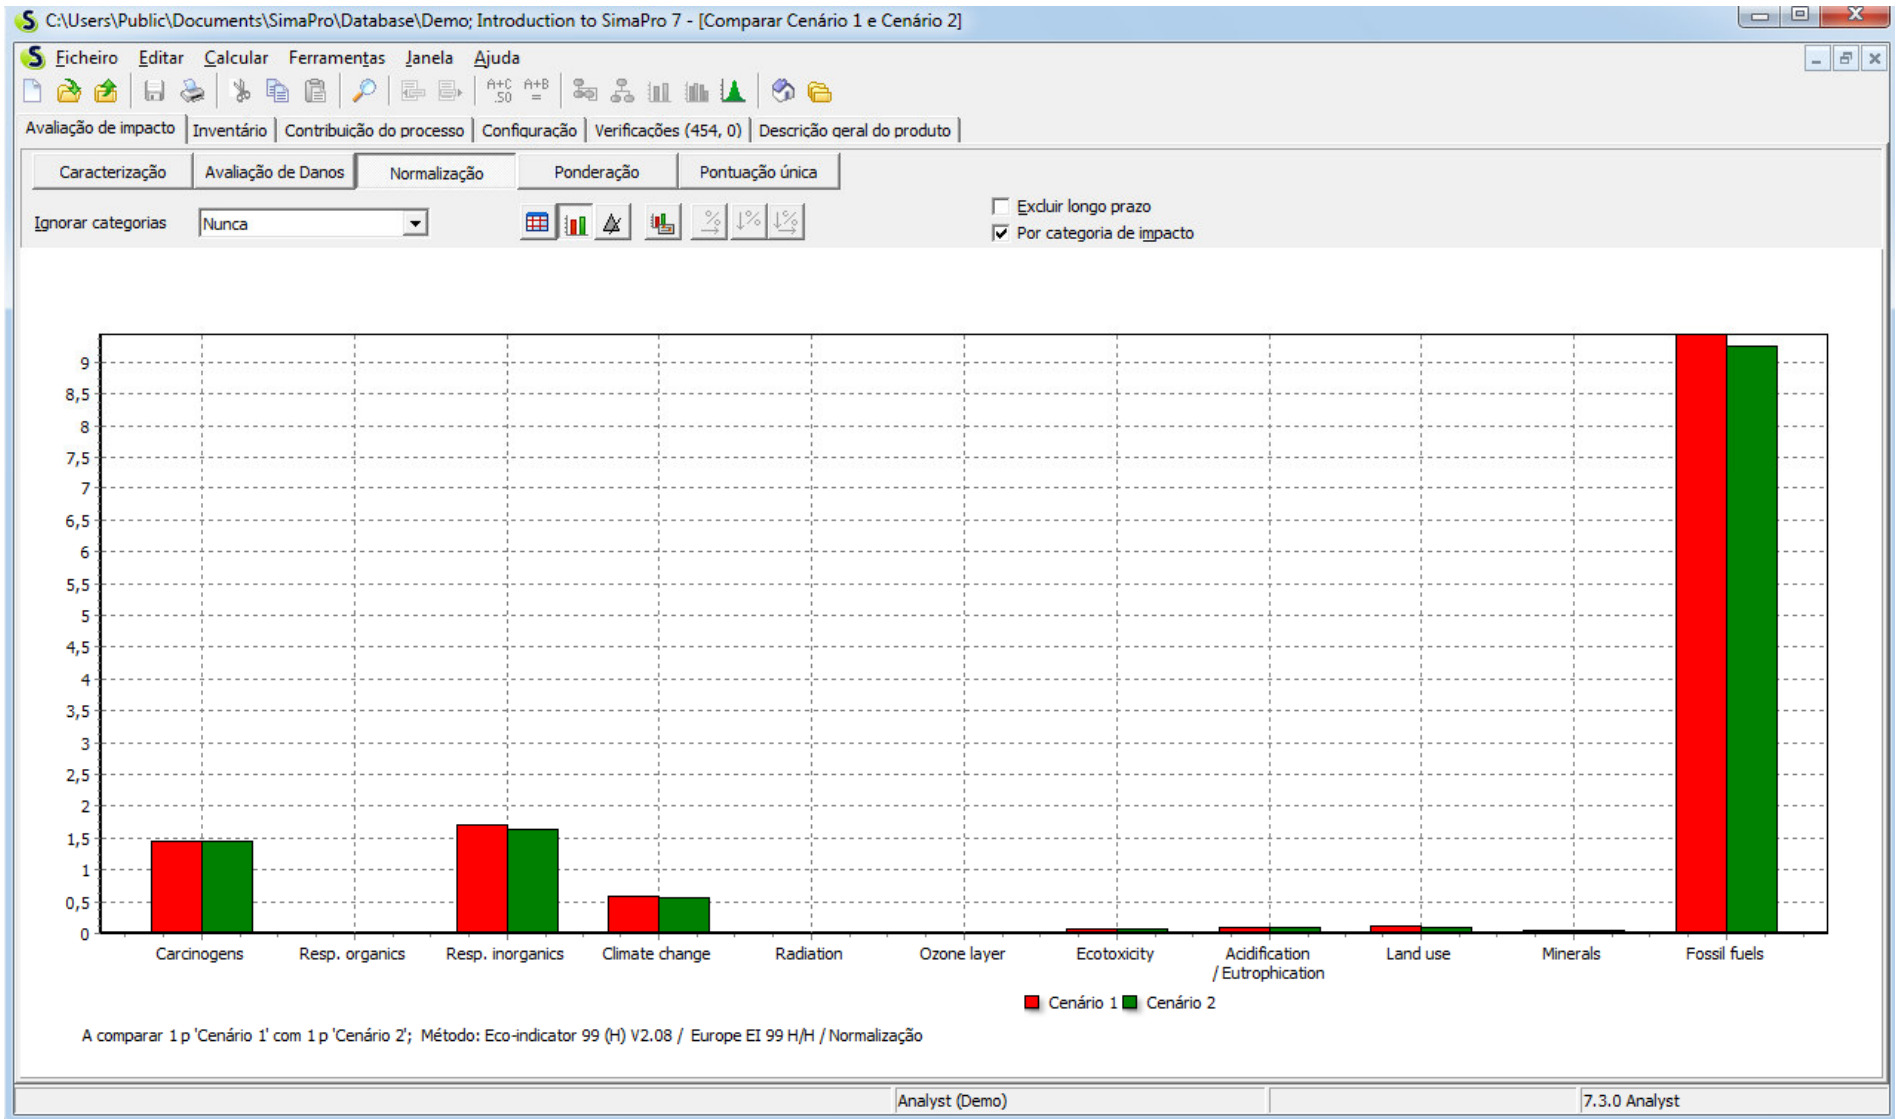 C:\Users\Public\Documents\SimaPro\Database\Demo; Introduction to SimaPro 7 - [Comparar Cenário 1 e Cenário 2]
Ficheiro Editar Calcular Ferramentas Janela Ajuda
A+C .50 A+B =
Avaliação de impacto Inventário Contribuição do processo Configuração Verificações (454, 0) Descrição geral do produto
Caracterização Avaliação de Danos Normalização Ponderação Pontuação única
Excluir longo prazo
Ignorar categorias Nunca
Por categoria de impacto
9
8,5
8
7,5
7
6,5
6
5,5
5
4,5
4
3,5
3
2,5
2
1,5
1
0,5
0
Carcinogens Resp. organics Resp. inorganics Climate change Radiation Ozone layer Ecotoxicity Acidification / Eutrophication Land use Minerals Fossil fuels
Cenário 1 Cenário 2
A comparar 1 p 'Cenário 1' com 1 p 'Cenário 2'; Método: Eco-indicator 99 (H) V2.08 / Europe EI 99 H/H / Normalização
Analyst (Demo) 7.3.0 Analyst